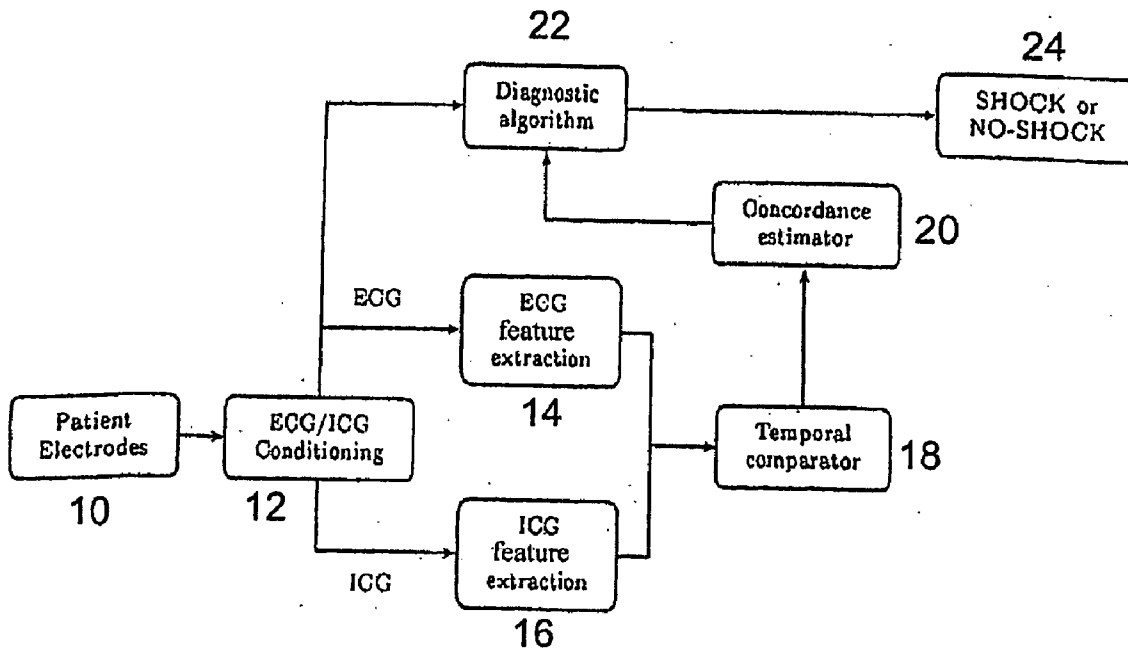 22
24
Diagnostic
algorithm
SHOCK or
NO-SHOCK
Concordance
estimator
20
ECG
ECG
feature
extraction
14
Patient
Electrodes
10
ECG/ICG
Conditioning
12
Temporal
comparator
18
ICG
ICG
feature
extraction
16